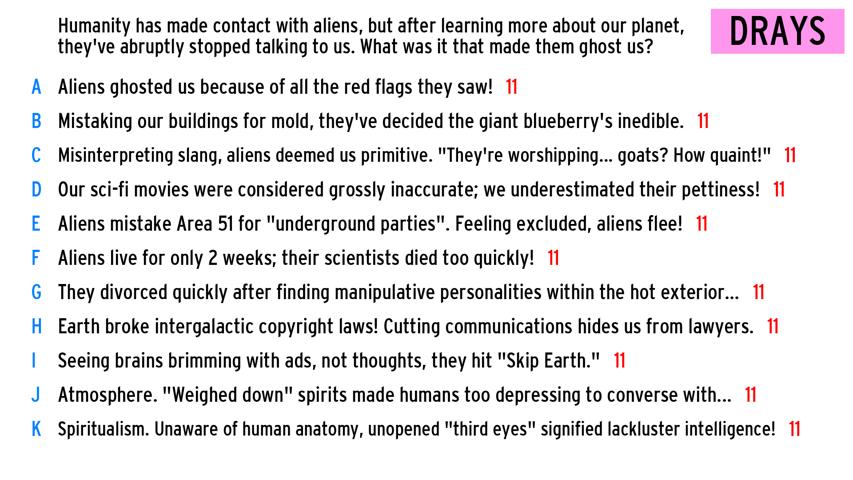 Humanity has made contact with aliens, but after learning more about our planet,
they've abruptly stopped talking to us. What was it that made them ghost us?
DRAYS
A Aliens ghosted us because of all the red flags they saw! 11
B Mistaking our buildings for mold, they've decided the giant blueberry's inedible. 11
C Misinterpreting slang, aliens deemed us primitive. "They're worshipping... goats? How quaint!" 11
D Our sci-fi movies were considered grossly inaccurate; we underestimated their pettiness! 11
E Aliens mistake Area 51 for "underground parties". Feeling excluded, aliens flee! 11
F Aliens live for only 2 weeks; their scientists died too quickly! 11
G They divorced quickly after finding manipulative personalities within the hot exterior... 11
H Earth broke intergalactic copyright laws! Cutting communications hides us from lawyers. 11
I Seeing brains brimming with ads, not thoughts, they hit "Skip Earth." 11
J Atmosphere. "Weighed down" spirits made humans too depressing to converse with... 11
K Spiritualism. Unaware of human anatomy, unopened "third eyes" signified lackluster intelligence! 11